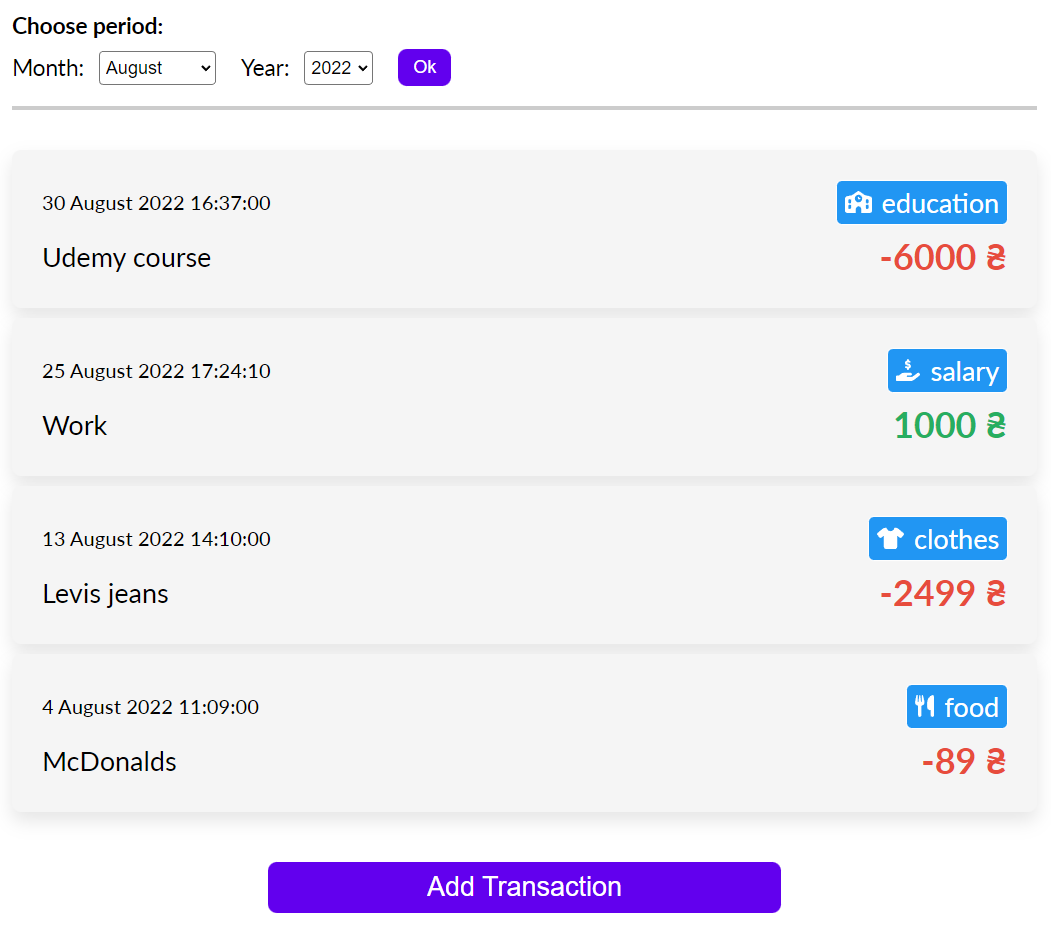 Choose period:
Month: August Year: 2022 Ok
30 August 2022 16:37:00 education
Udemy course -6000 ₴
25 August 2022 17:24:10 salary
Work 1000 ₴
13 August 2022 14:10:00 clothes
Levis jeans -2499 ₴
4 August 2022 11:09:00 food
McDonalds -89 ₴
Add Transaction